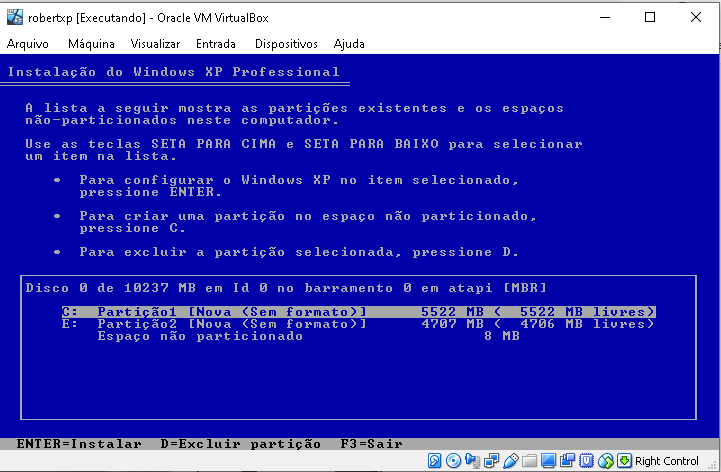 robertxp [Executando] - Oracle VM VirtualBox
Arquivo Máquina Visualizar Entrada Dispositivos Ajuda
Instalação do Windows XP Professional
A lista a seguir mostra as partições existentes e os espaços
não-particionados neste computador.
Use as teclas SETA PARA CIMA e SETA PARA BAIXO para selecionar
um item na lista.
• Para configurar o Windows XP no item selecionado,
pressione ENTER.
• Para criar uma partição no espaço não particionado,
pressione C.
• Para excluir a partição selecionada, pressione D.
Disco 0 de 10237 MB em Id 0 no barramento 0 em atapi [MBR]
C: Partição1 [Nova (Sem formato)] 5522 MB ( 5522 MB livres)
E: Partição2 [Nova (Sem formato)] 4707 MB ( 4706 MB livres)
Espaço não particionado 8 MB
ENTER=Instalar D=Excluir partição F3=Sair
Right Control